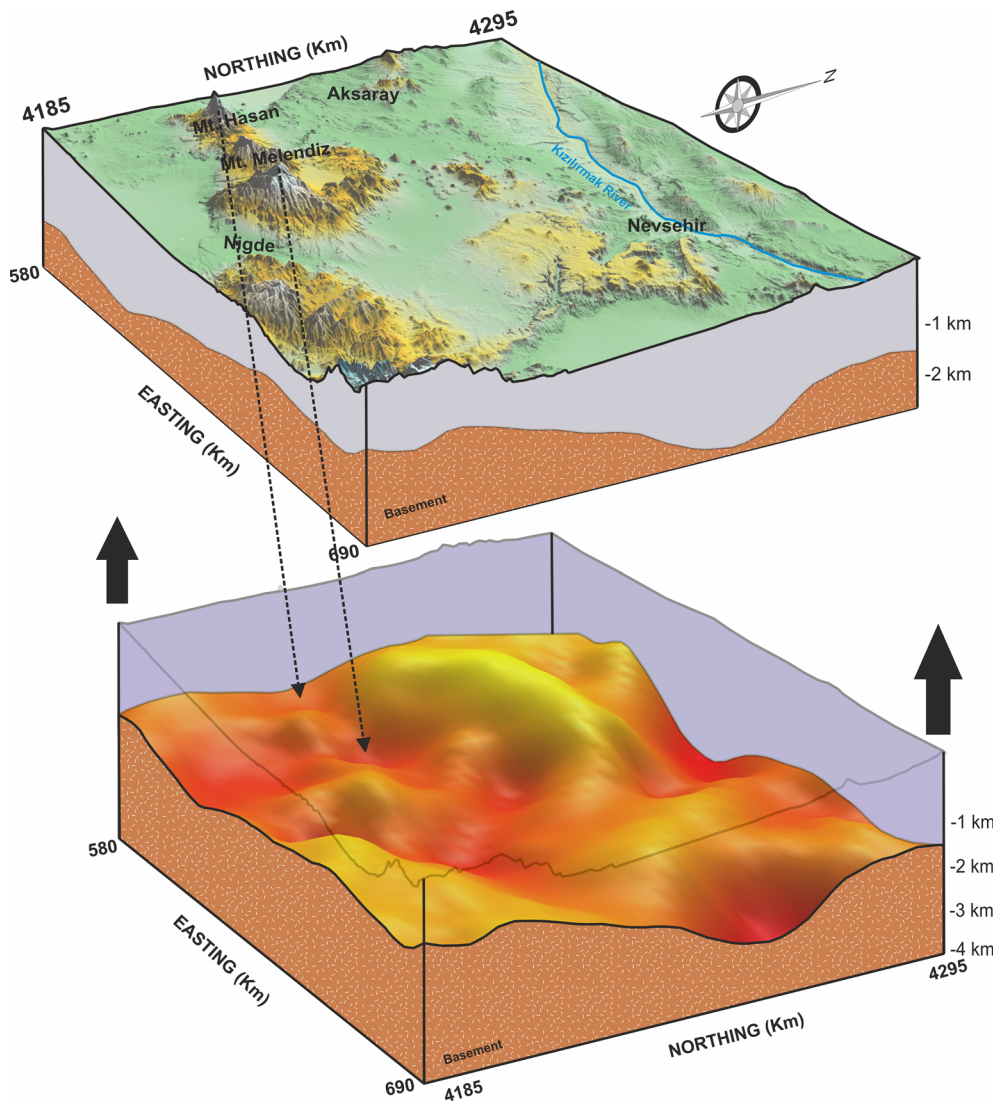 4295
NORTHING (Km)
4185
N
Aksaray
Mt. Hasan
Mt. Melendiz
Kızılırmak River
Nevsehir
Nigde
580
-1 km
-2 km
EASTING (Km)
Basement
690
-1 km
580
-2 km
-3 km
EASTING (Km)
-4 km
4295
NORTHING (Km)
Basement
690
4185